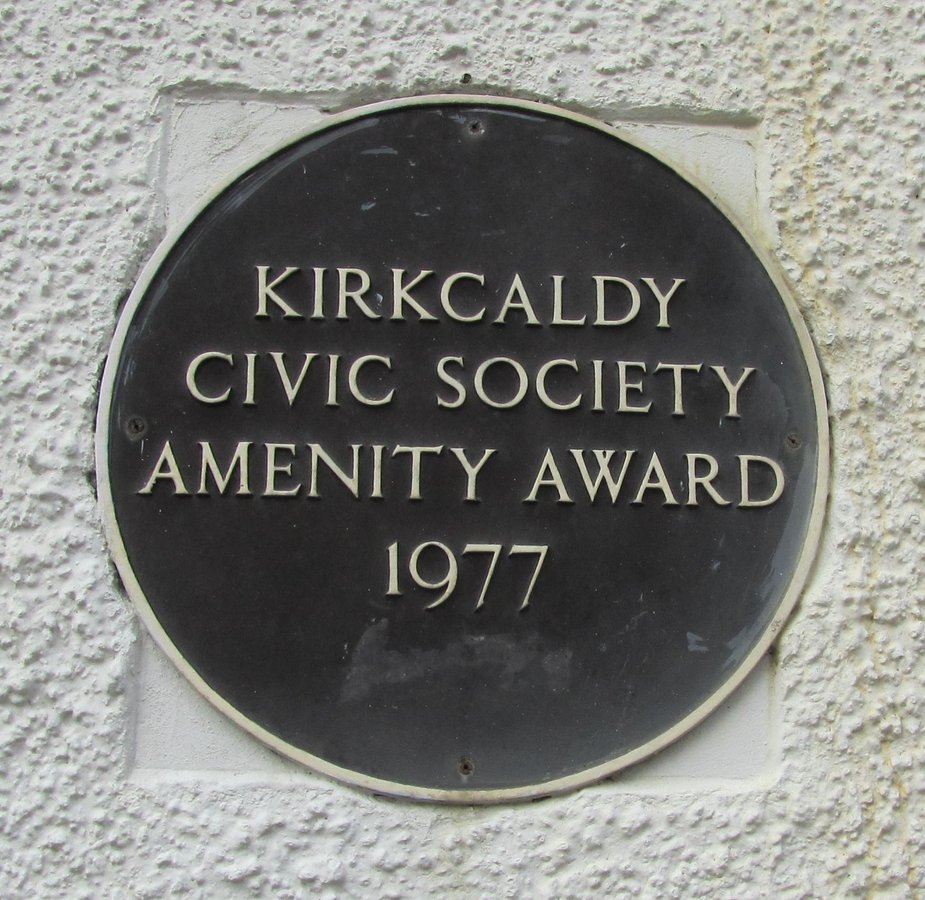 KIRKCALDY
CIVIC SOCIETY
AMENITY AWARD
1977